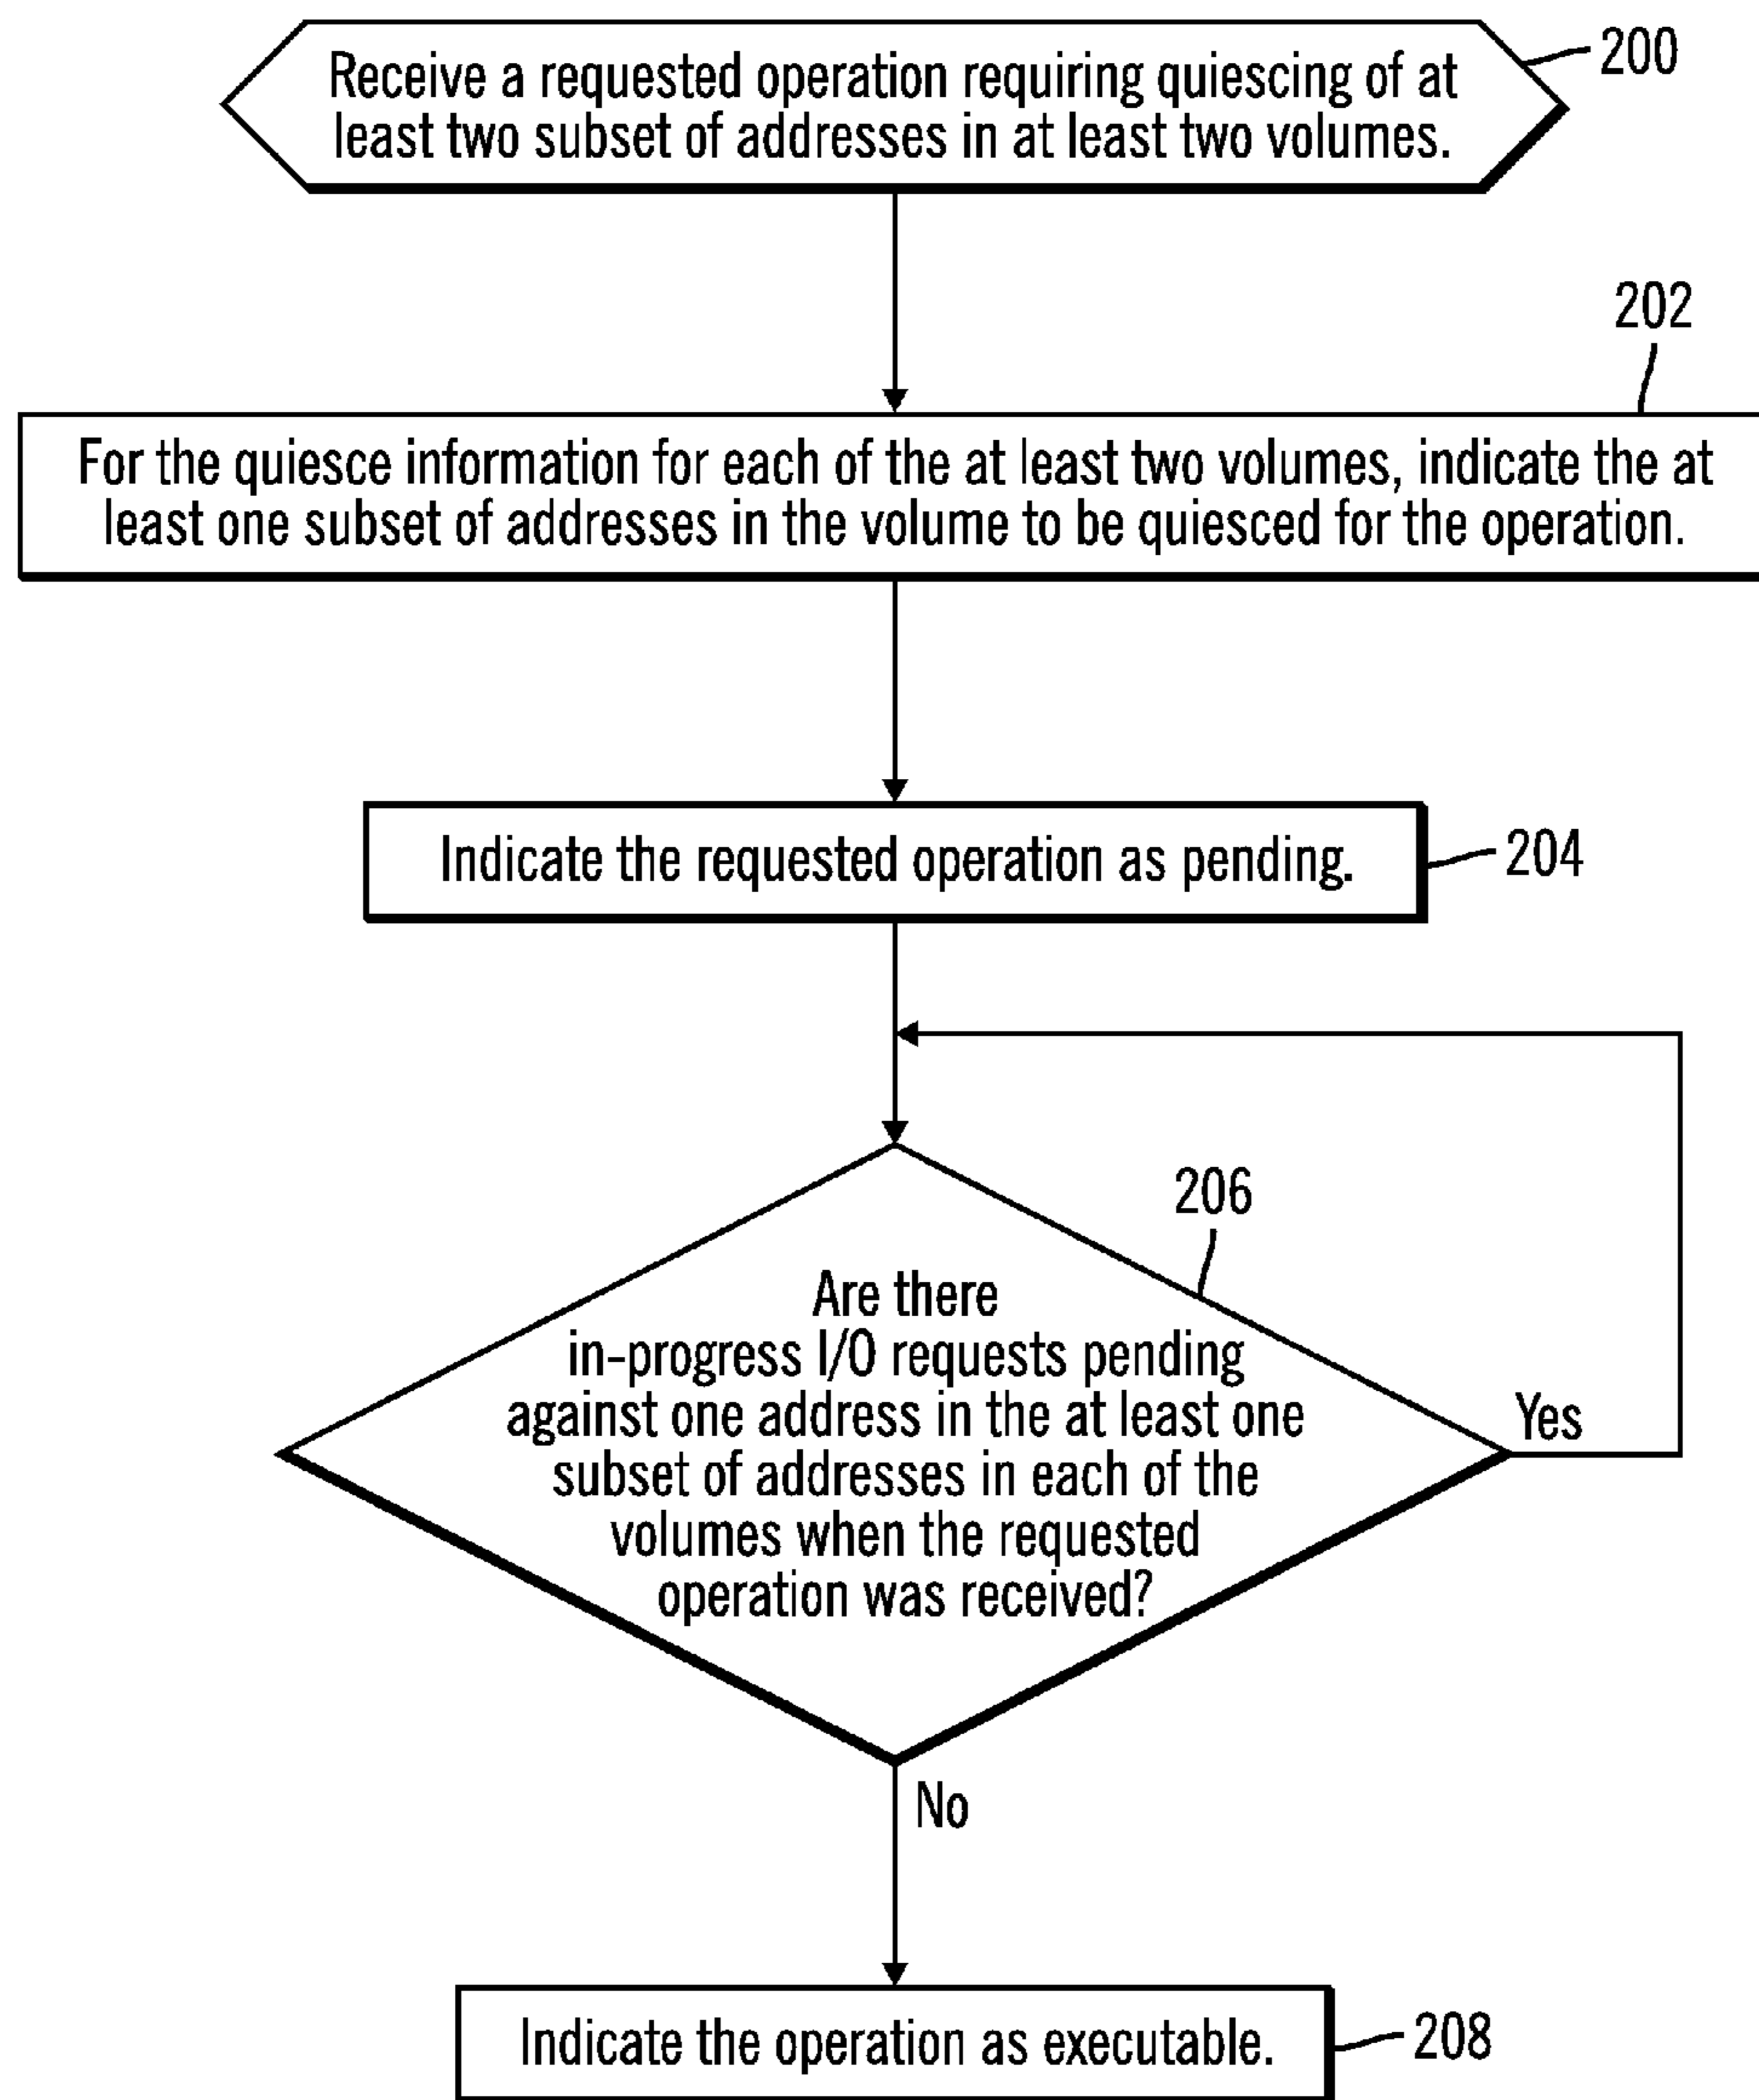 Receive a requested operation requiring quiescing of at
least two subset of addresses in at least two volumes.
200
202
For the quiesce information for each of the at least two volumes, indicate the at
least one subset of addresses in the volume to be quiesced for the operation.
Indicate the requested operation as pending.
204
206
Are there
in-progress I/O requests pending
against one address in the at least one
subset of addresses in each of the
volumes when the requested
operation was received?
Yes
No
Indicate the operation as executable.
208